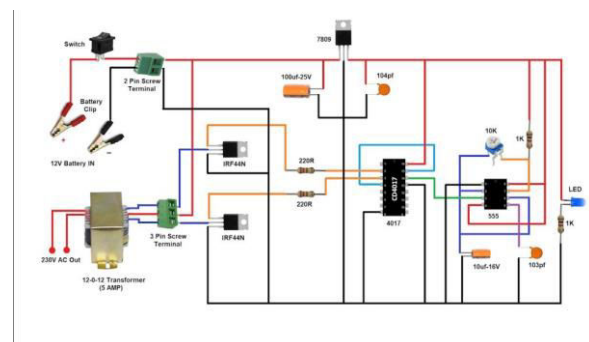 Switch
7809
2 Pin Screw
Terminal
100uf-25V
104pf
Battery
Clip
+
-
12V Battery IN
10K
1K
IRF44N
220R
CD4017
LED
555
220R
4017
1K
3 Pin Screw
Terminal
IRF44N
230V AC Out
10uf-16V
103pf
12-0-12 Transformer
(5 AMP)